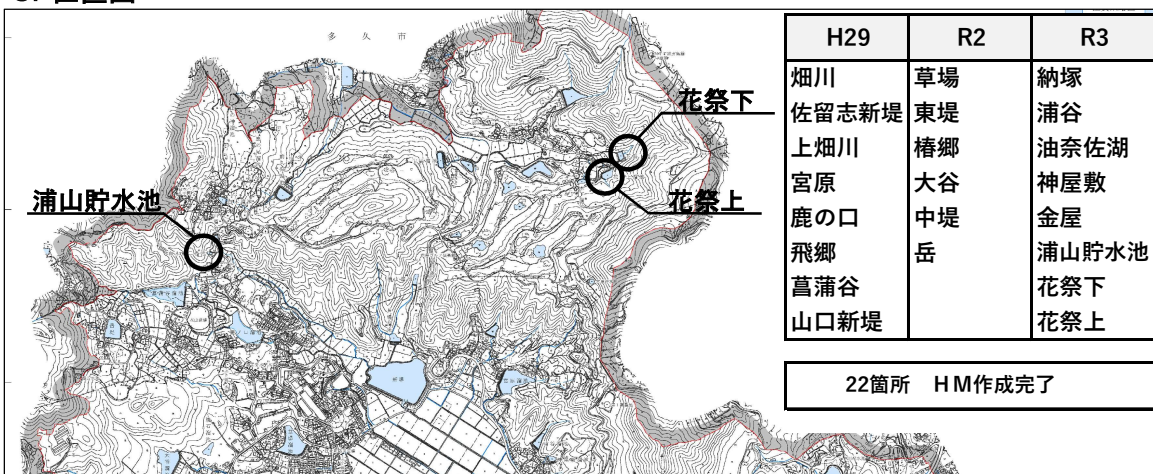 多久市
花祭下
花祭上
浦山貯水池
H29 R2 R3
畑川 草場 納塚
佐留志新堤 東堤 浦谷
上畑川 椿郷 油奈佐湖
宮原 大谷 神屋敷
鹿の口 中堤 金屋
飛郷 岳 浦山貯水池
菖蒲谷 花祭下
山口新堤 花祭上
22箇所 HM作成完了